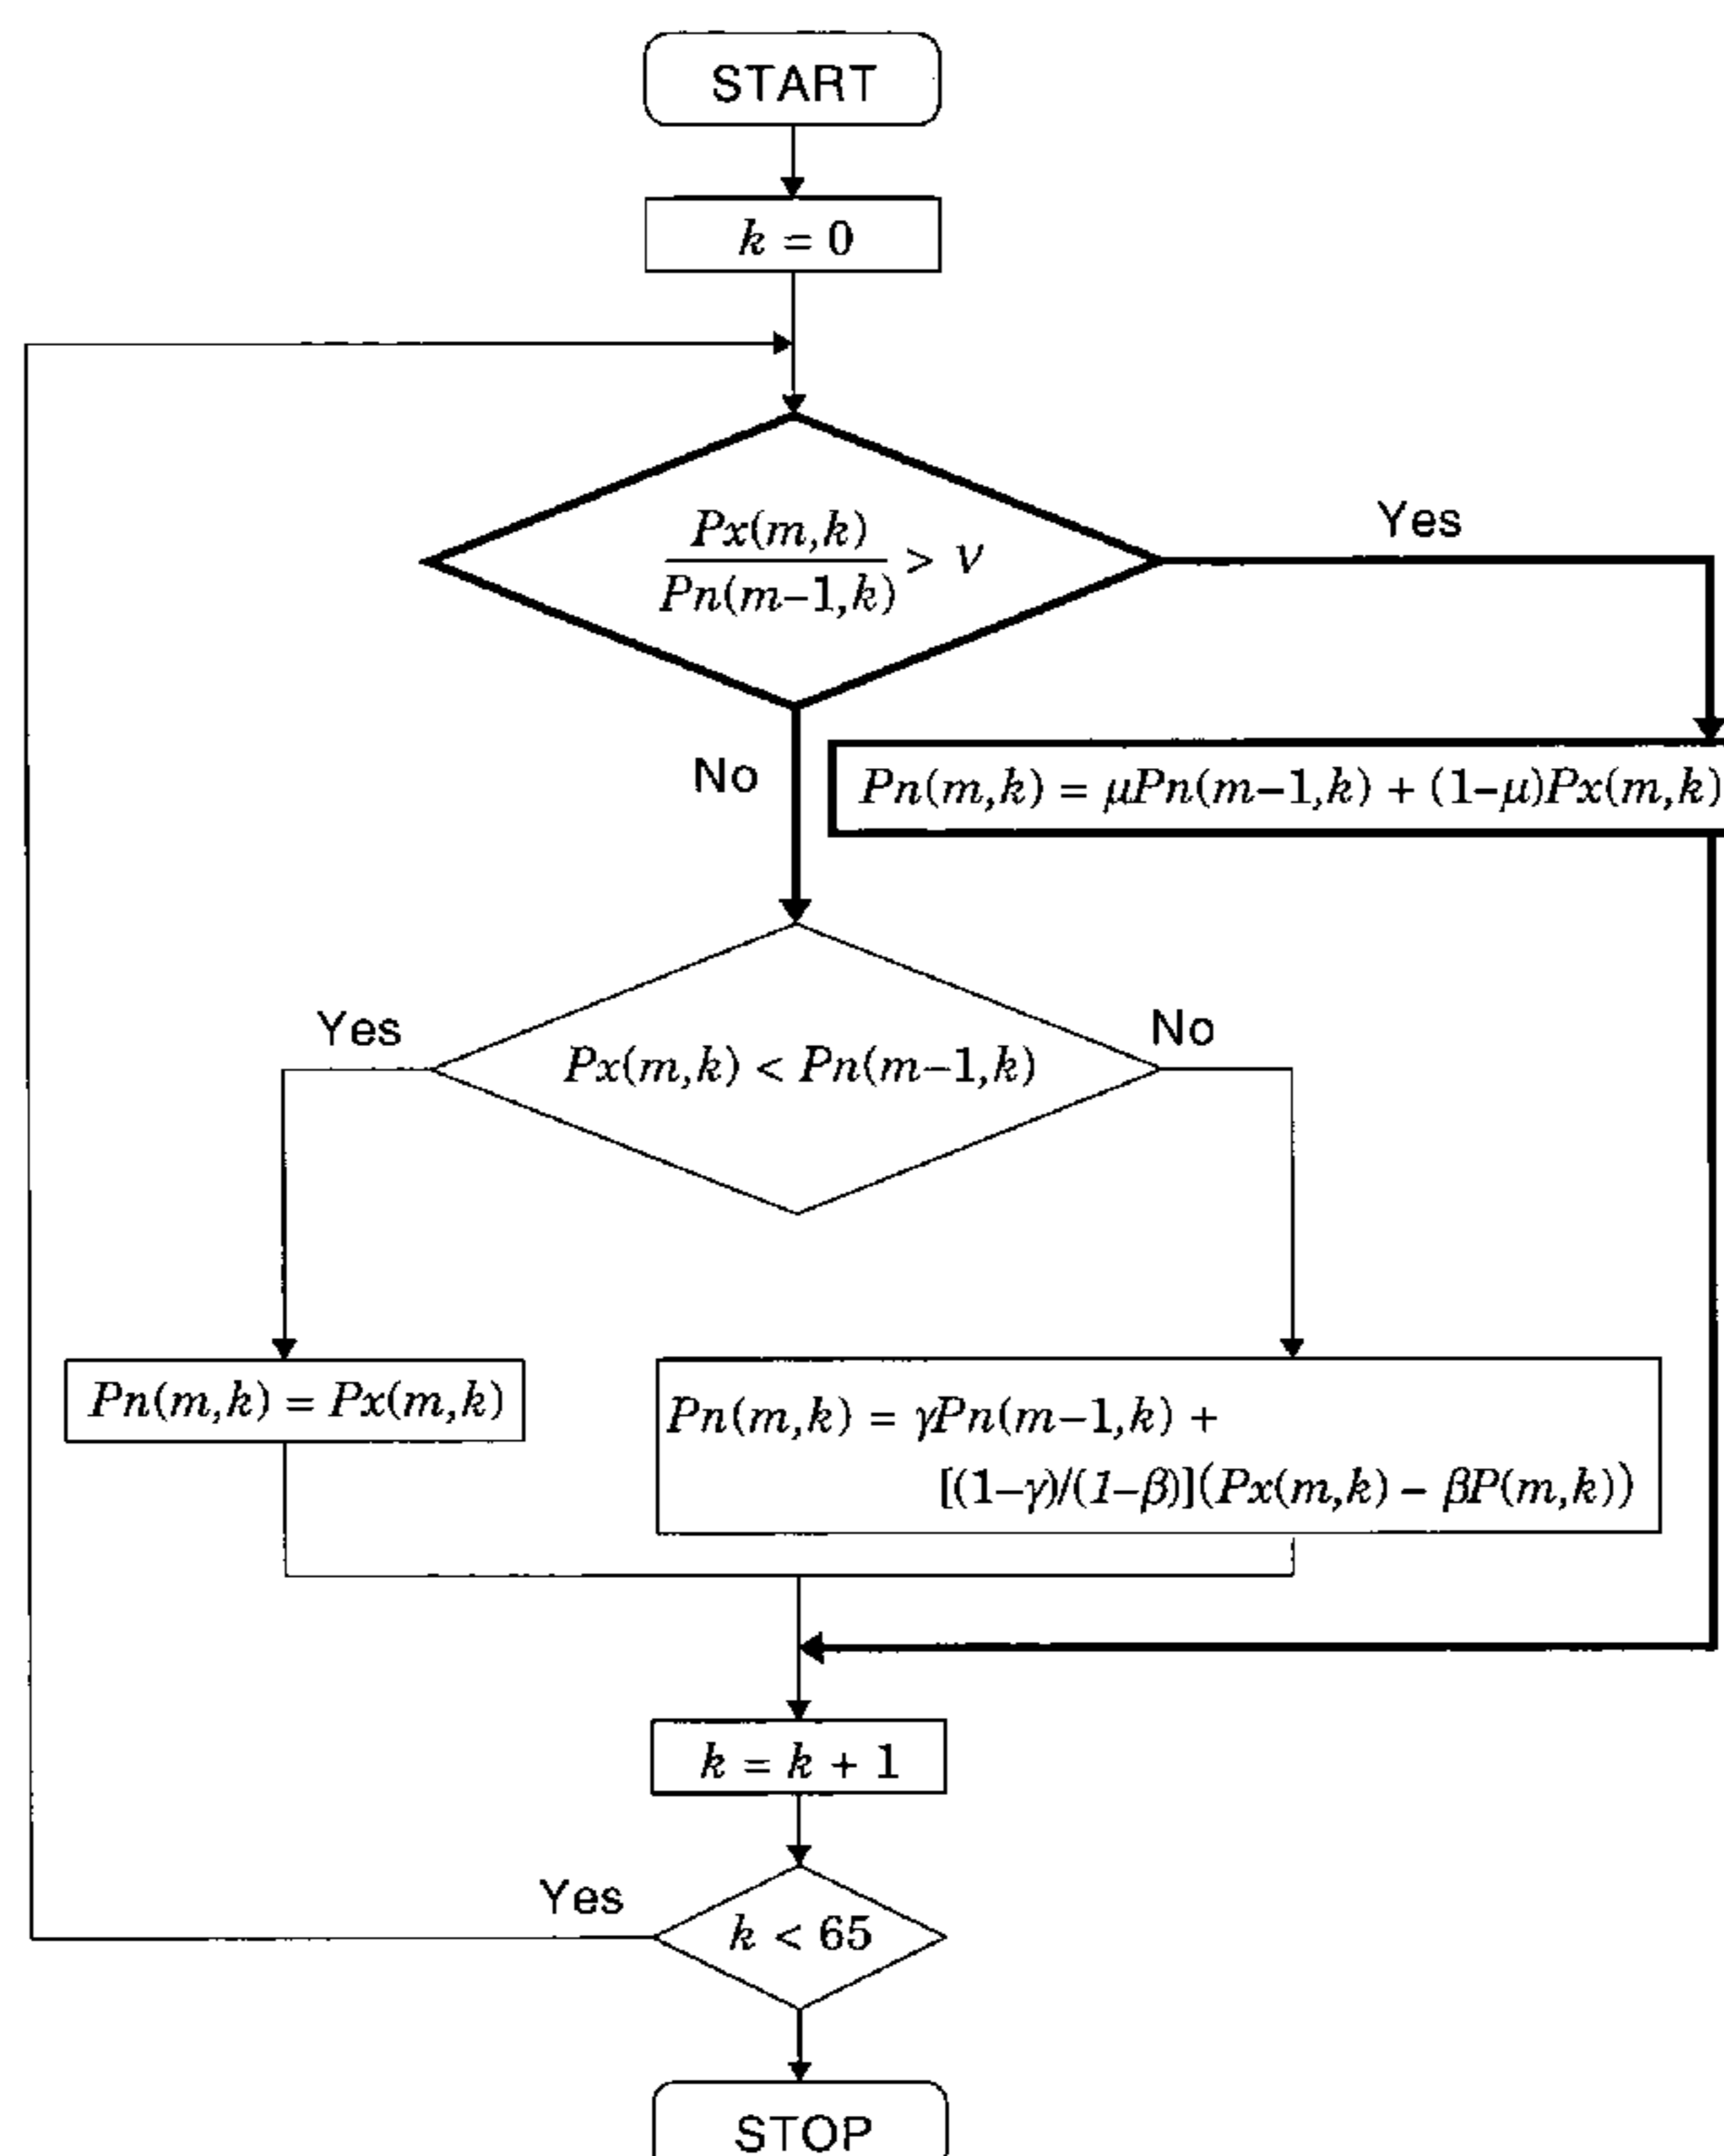 START
k = 0
Px(m,k)
Pn(m–1,k)
> ν
Yes
No
Pn(m,k) = μPn(m–1,k) + (1–μ)Px(m,k)
Yes
Px(m,k) < Pn(m–1,k)
No
Pn(m,k) = Px(m,k)
Pn(m,k) = γPn(m–1,k) +
[(1–γ)/(1–β)](Px(m,k) – βP(m,k))
k = k + 1
Yes
k < 65
STOP